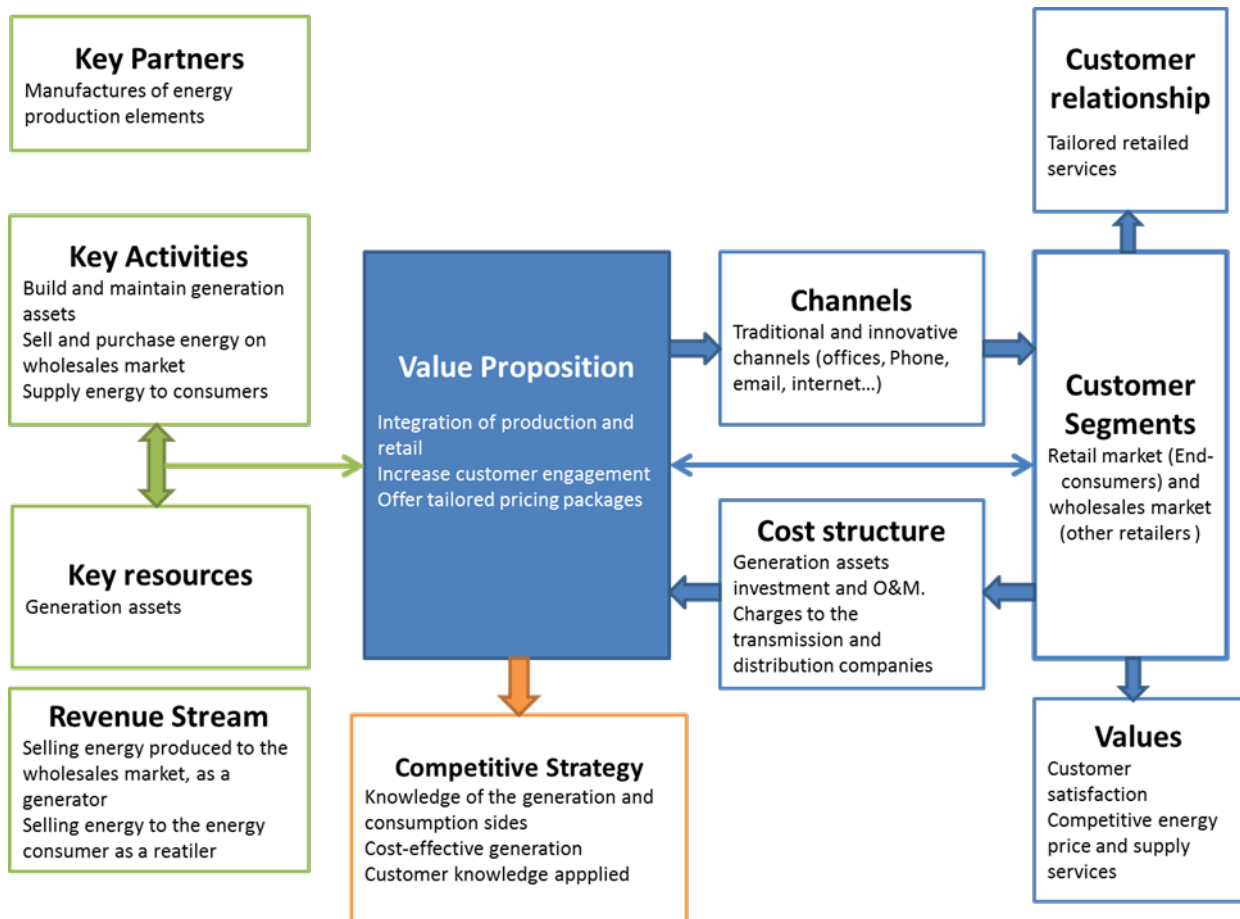 Key Partners
Manufactures of energy
production elements
Key Activities
Build and maintain generation
assets
Sell and purchase energy on
wholesales market
Supply energy to consumers
Key resources
Generation assets
Revenue Stream
Selling energy produced to the
wholesales market, as a
generator
Selling energy to the energy
consumer as a reatiler
Value Proposition
Integration of production and
retail
Increase customer engagement
Offer tailored pricing packages
Competitive Strategy
Knowledge of the generation and
consumption sides
Cost-effective generation
Customer knowledge appplied
Channels
Traditional and innovative
channels (offices, Phone,
email, internet...)
Cost structure
Generation assets
investment and O&M.
Charges to the
transmission and
distribution companies
Customer
relationship
Tailored retailed
services
Customer
Segments
Retail market (End-
consumers) and
wholesales market
(other retailers )
Values
Customer
satisfaction
Competitive energy
price and supply
services